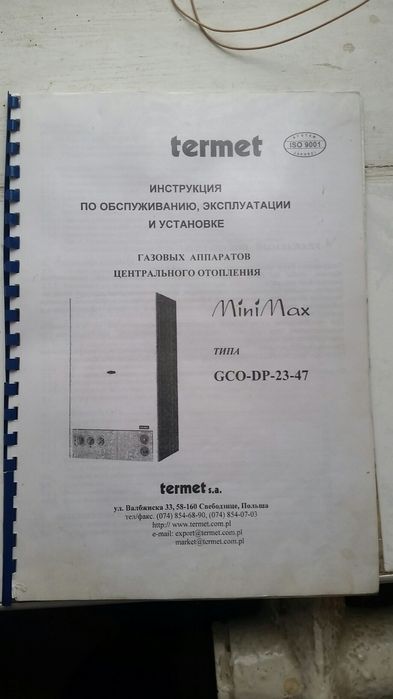 termet
SYSTEM
ISO 9001
ИНСТРУКЦИЯ
ПО ОБСПУЖИВАНИЮ, ЭКСПЛУАТАЦИИ
И УСТАНОВКЕ
ГАЗОВЫХ АППАРАТОВ
ЦЕНТРАЛЬНОГО ОТОПЛЕНИЯ
MiniMax
ТИПА
GCO-DP-23-47
termet s.a.
ул. Валбжиска 33, 58-160 Свебодзице, Польша
тел/факс. (074) 854-68-90, (074) 854-07-03
http:// www.termet.com.pl
e-mail: export@termet.com.pl
market@termet.com.pl